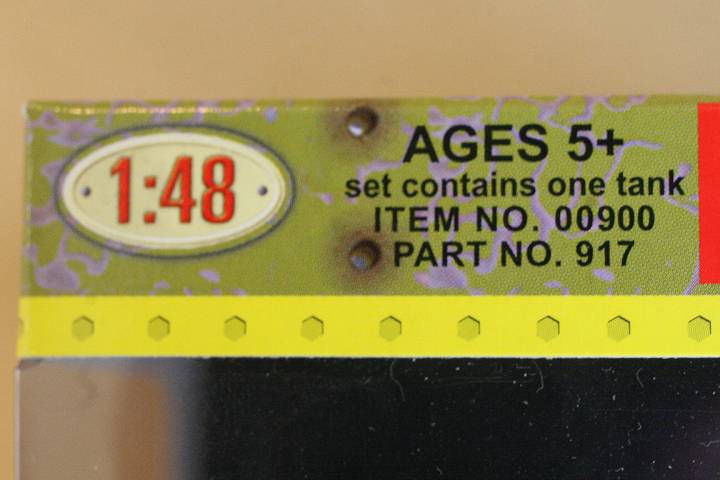 1:48
AGES 5+
set contains one tank
ITEM NO. 00900
PART NO. 917